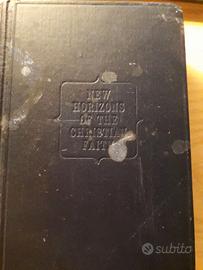 NEW
HORIZONS
OF THE
CHRISTIAN
FAITH
subito